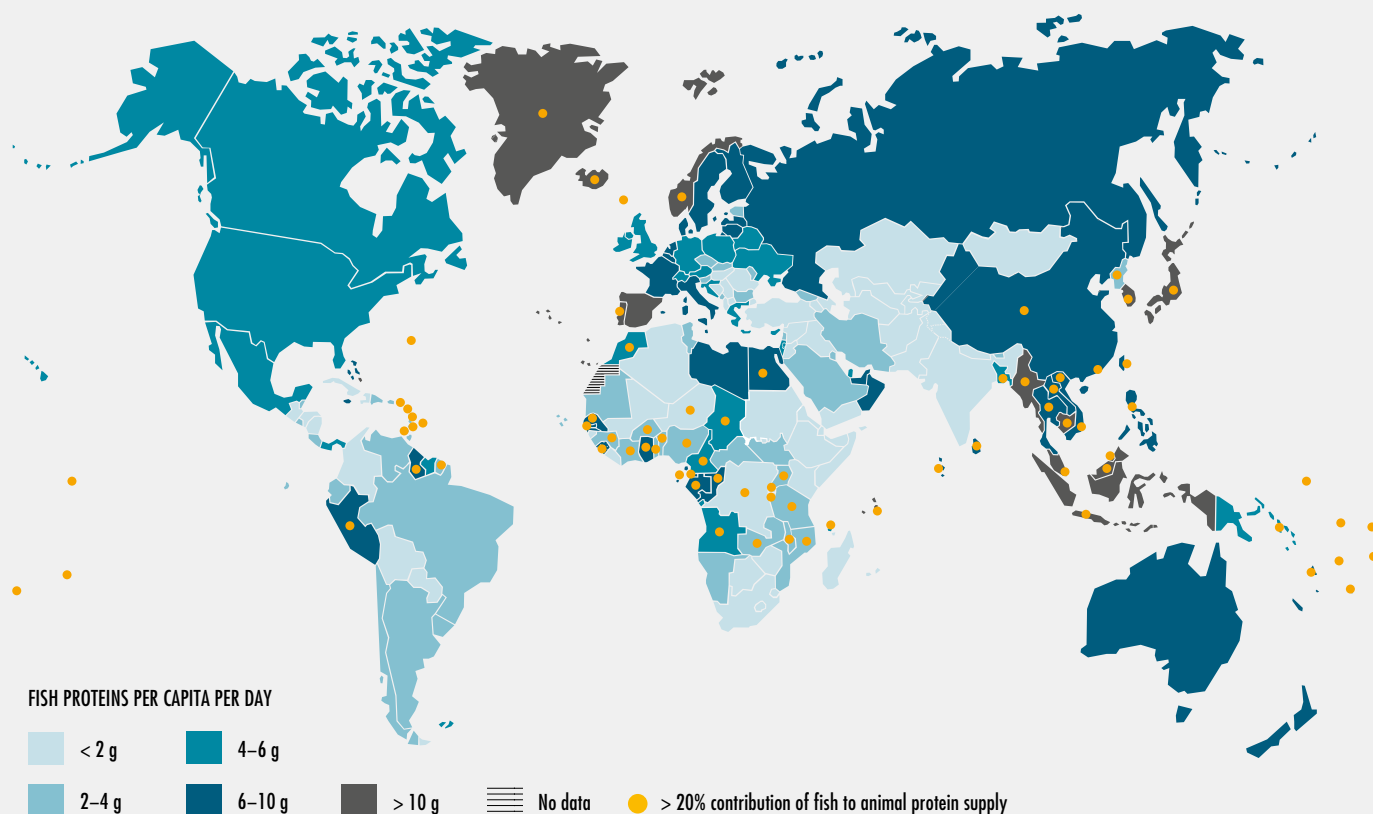 FISH PROTEINS PER CAPITA PER DAY
< 2 g
4–6 g
2–4 g
6–10 g
> 10 g
No data
> 20% contribution of fish to animal protein supply